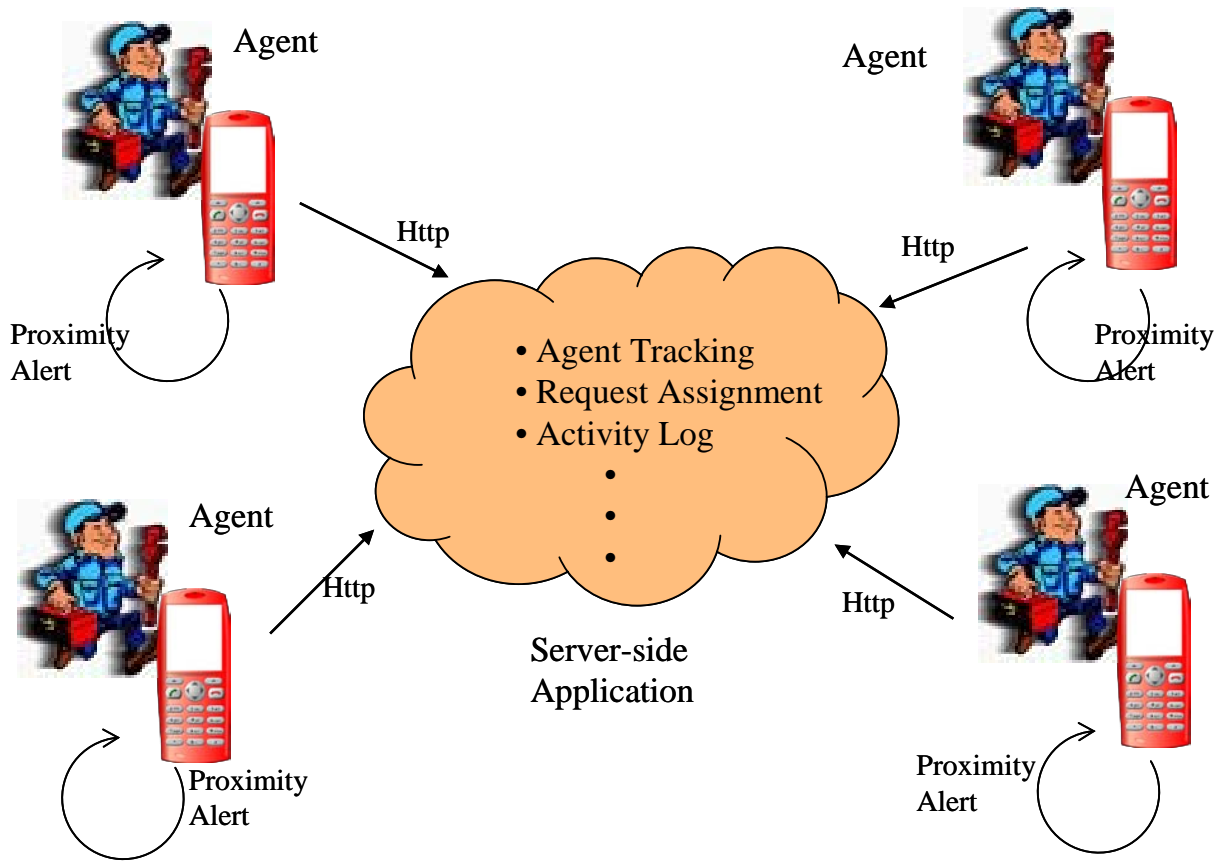 Agent
Agent
Http
Http
Proximity
Alert
Proximity
Alert
• Agent Tracking
• Request Assignment
• Activity Log
•
•
•
Agent
Agent
Http
Http
Server-side
Application
Proximity
Alert
Proximity
Alert